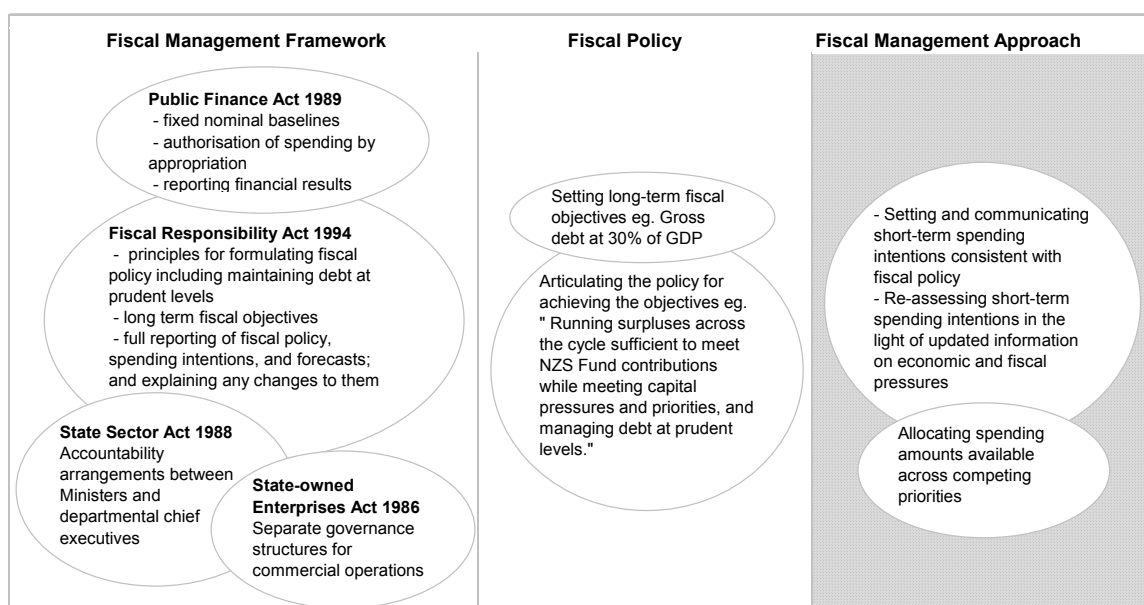 Fiscal Management Framework
Public Finance Act 1989
- fixed nominal baselines
- authorisation of spending by
appropriation
- reporting financial results
Fiscal Responsibility Act 1994
- principles for formulating fiscal
policy including maintaining debt at
prudent levels
- long term fiscal objectives
- full reporting of fiscal policy,
spending intentions, and forecasts;
and explaining any changes to them
State Sector Act 1988
Accountability
arrangements between
Ministers and
departmental chief
executives
State-owned
Enterprises Act 1986
Separate governance
structures for
commercial operations
Fiscal Policy
Setting long-term fiscal
objectives eg. Gross
debt at 30% of GDP
Articulating the policy for
achieving the objectives eg.
" Running surpluses across
the cycle sufficient to meet
NZS Fund contributions
while meeting capital
pressures and priorities, and
managing debt at prudent
levels."
Fiscal Management Approach
- Setting and communicating
short-term spending
intentions consistent with
fiscal policy
- Re-assessing short-term
spending intentions in the
light of updated information
on economic and fiscal
pressures
Allocating spending
amounts available
across competing
priorities